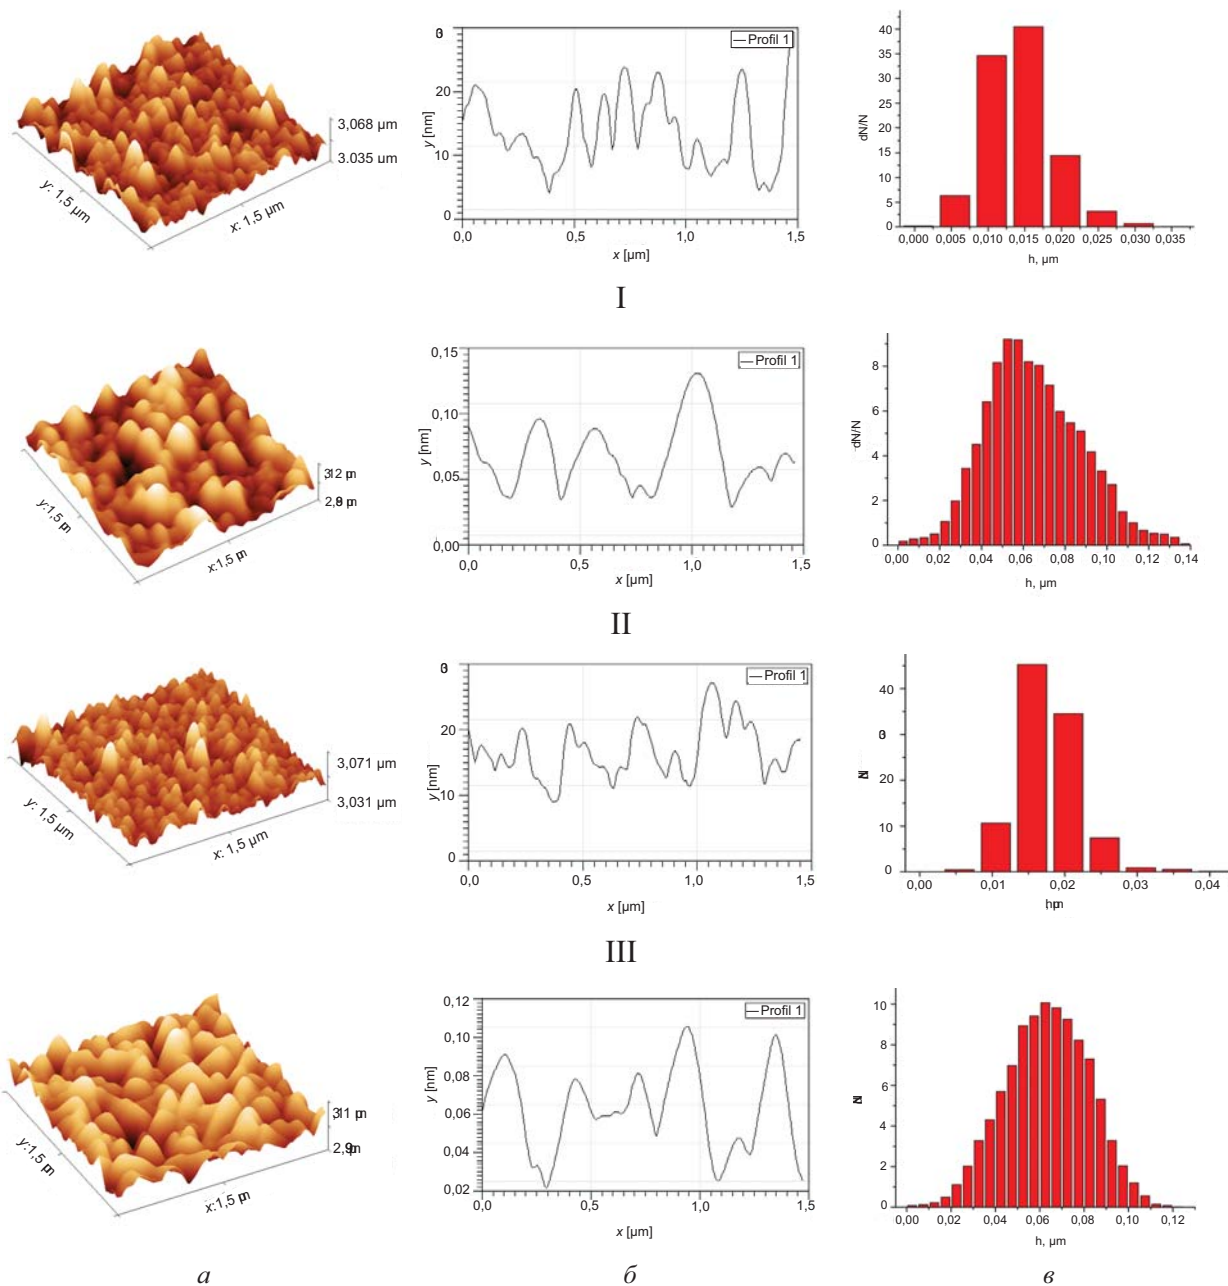 3,068 µm
3.035 um
y: 1,5 µm
x: 1,5 µm
y [nm]
20
10
0
Profil 1
0,0 0,5 1,0 1,5
x [µm]
dN/N
40
35
30
25
20
15
10
5
0
0,000 0,005 0,010 0,015 0,020 0,025 0,030 0,035
h, µm
I
y:1,5
x:1,5
0,15
0,10
0,05
0,00
y [nm]
Profil 1
0,0 0,5 1,0 1,5
x [µm]
dN/N
8
6
4
2
0
0,00 0,02 0,04 0,06 0,08 0,10 0,12 0,14
h, µm
II
3,071 µm
3,031 µm
y: 1,5 µm
x: 1,5 µm
y [nm]
20
10
0
Profil 1
0,0 0,5 1,0 1,5
x [µm]
40
20
10
0
0,00 0,01 0,02 0,03 0,04
III
y:1,5
x:1,5
0,12
0,10
0,08
0,06
0,04
0,02
y [nm]
Profil 1
0,0 0,5 1,0 1,5
x [µm]
10
8
6
4
2
0
0,00 0,02 0,04 0,06 0,08 0,10 0,12
h, µm
а б в